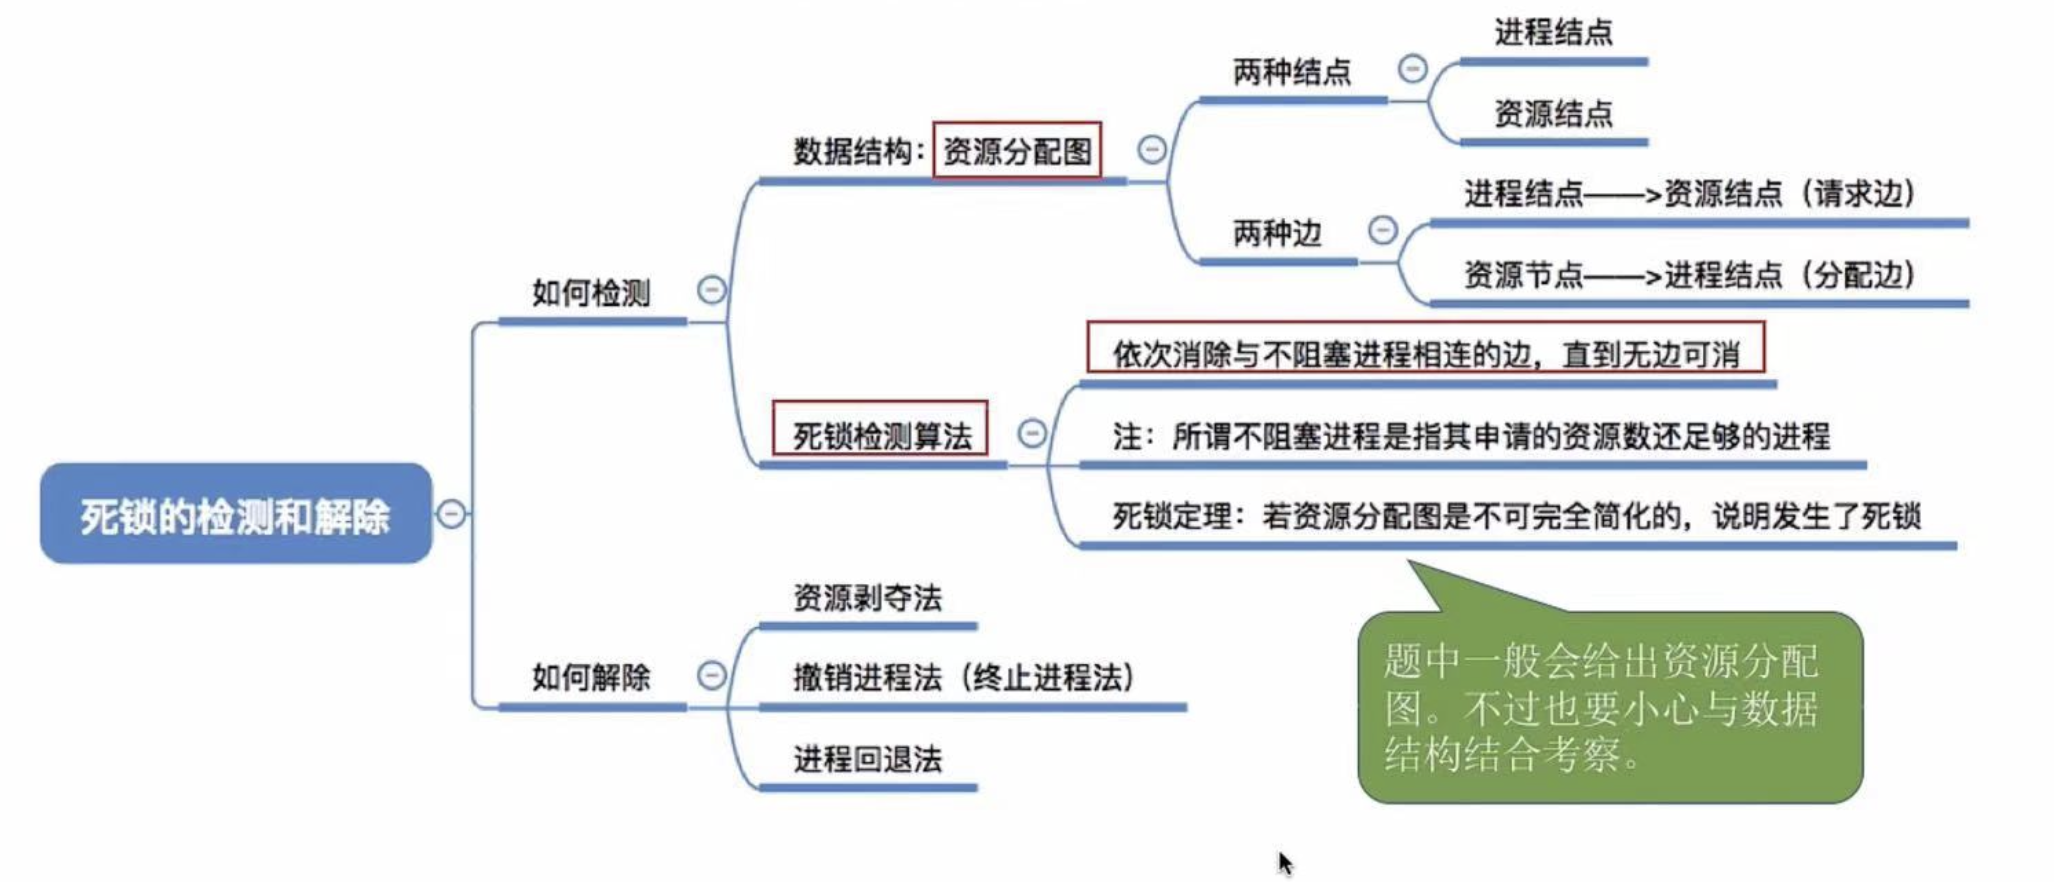 死锁的检测和解除
如何检测
数据结构：资源分配图
两种结点
进程结点
资源结点
两种边
进程结点——>资源结点（请求边）
资源节点——>进程结点（分配边）
死锁检测算法
依次消除与不阻塞进程相连的边，直到无边可消
注：所谓不阻塞进程是指其申请的资源数还足够的进程
死锁定理：若资源分配图是不可完全简化的，说明发生了死锁
如何解除
资源剥夺法
撤销进程法（终止进程法）
进程回退法
题中一般会给出资源分配
图。不过也要小心与数据
结构结合考察。